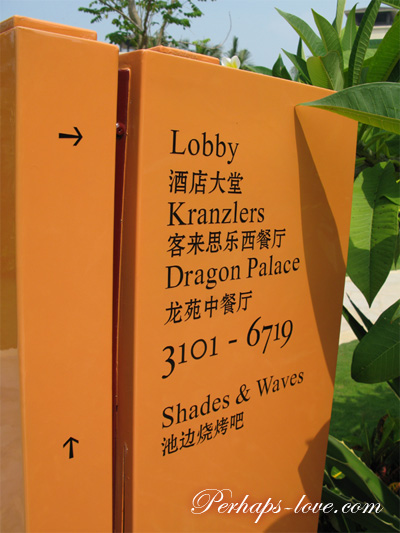 →
Lobby
酒店大堂
Kranzlers
客来思乐西餐厅
Dragon Palace
龙苑中餐厅
3101 - 6719
↑
Shades & Waves
池边烧烤吧
Perhaps-love.com